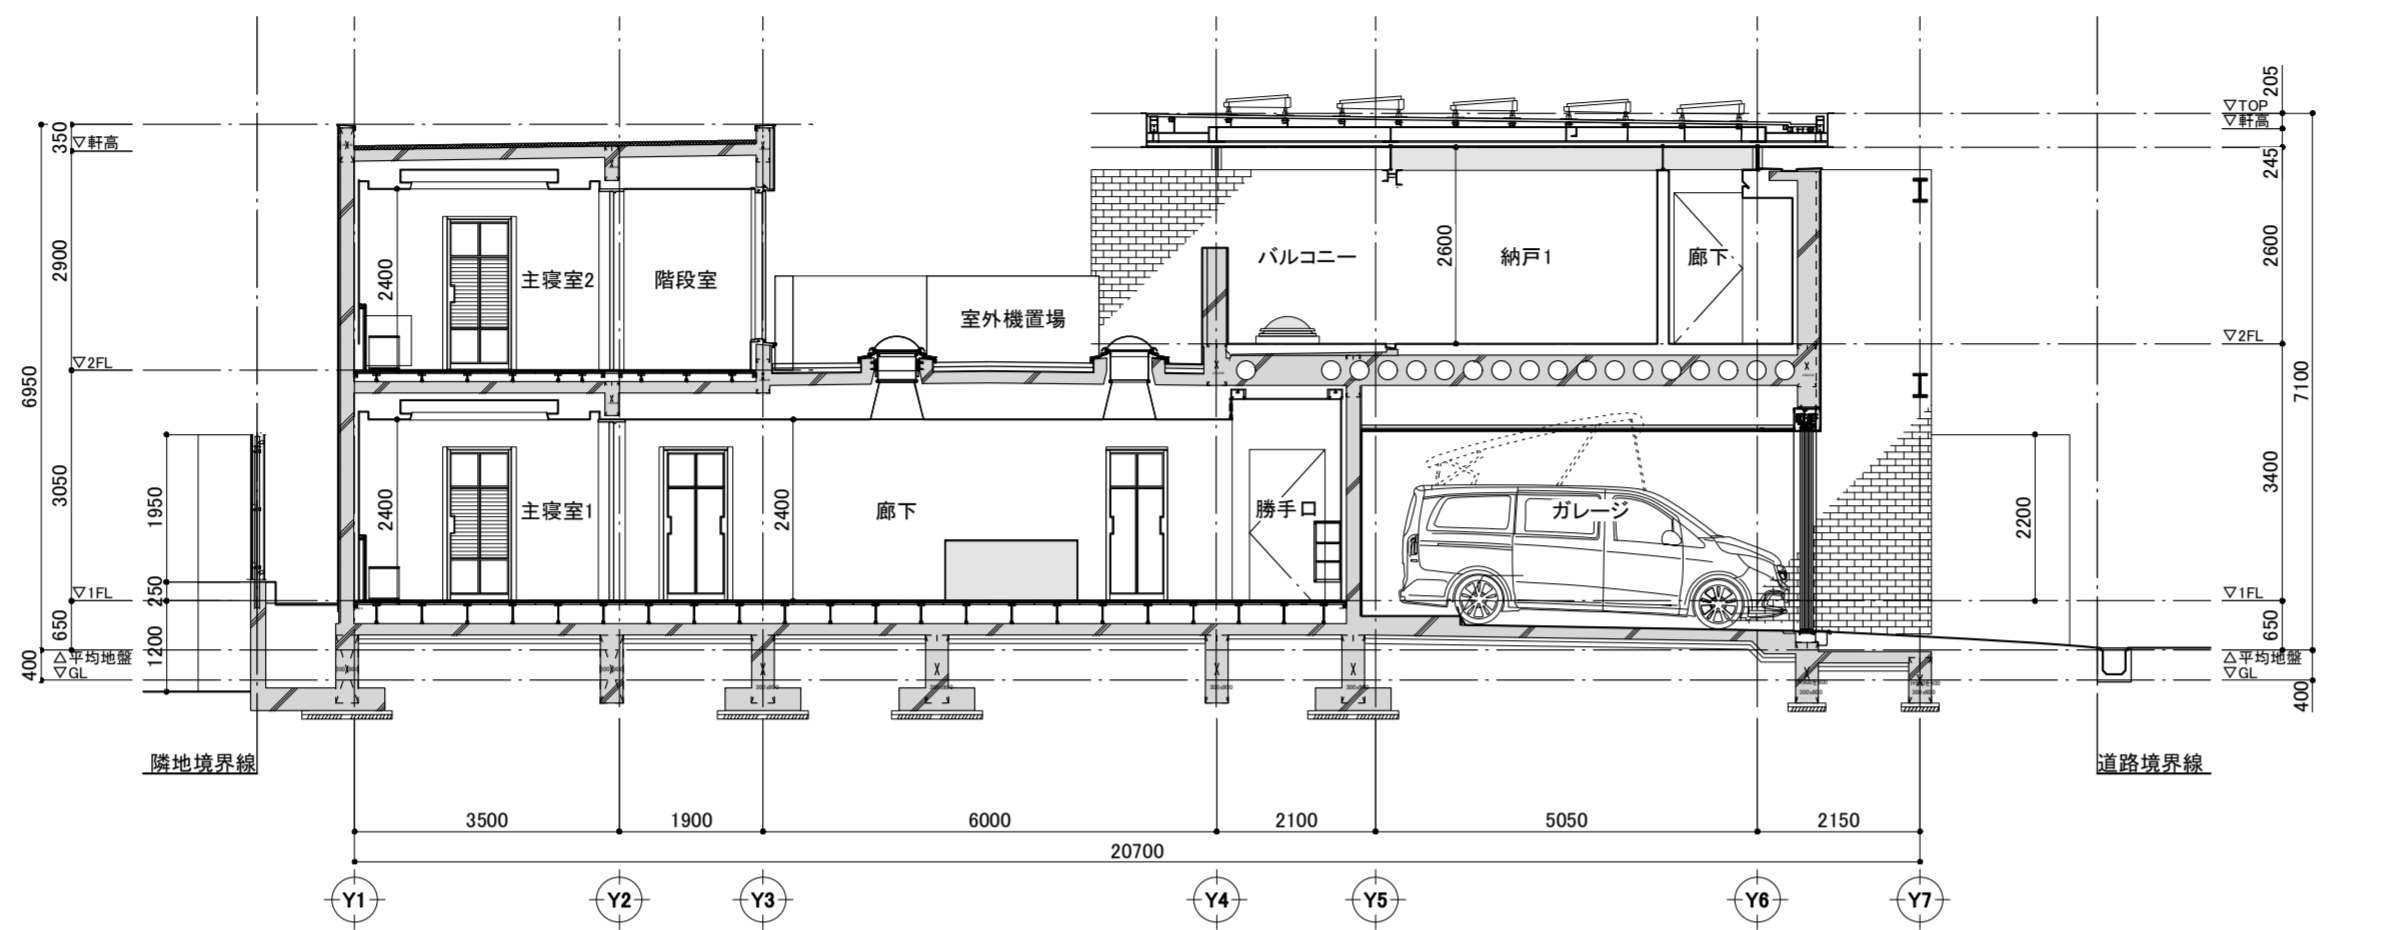 205
▽TOP
▽軒高
350
▽軒高
245
2900
2600
2400
主寝室2
階段室
室外機置場
バルコニー
2600
納戸1
廊下
▽2FL
▽2FL
6950
7100
1950
3050
2400
主寝室1
2400
廊下
勝手口
ガレージ
2200
3400
250
▽1FL
▽1FL
650
650
1200
△平均地盤
△平均地盤
400
▽GL
▽GL
400
隣地境界線
道路境界線
3500
1900
6000
2100
5050
2150
20700
Y1
Y2
Y3
Y4
Y5
Y6
Y7